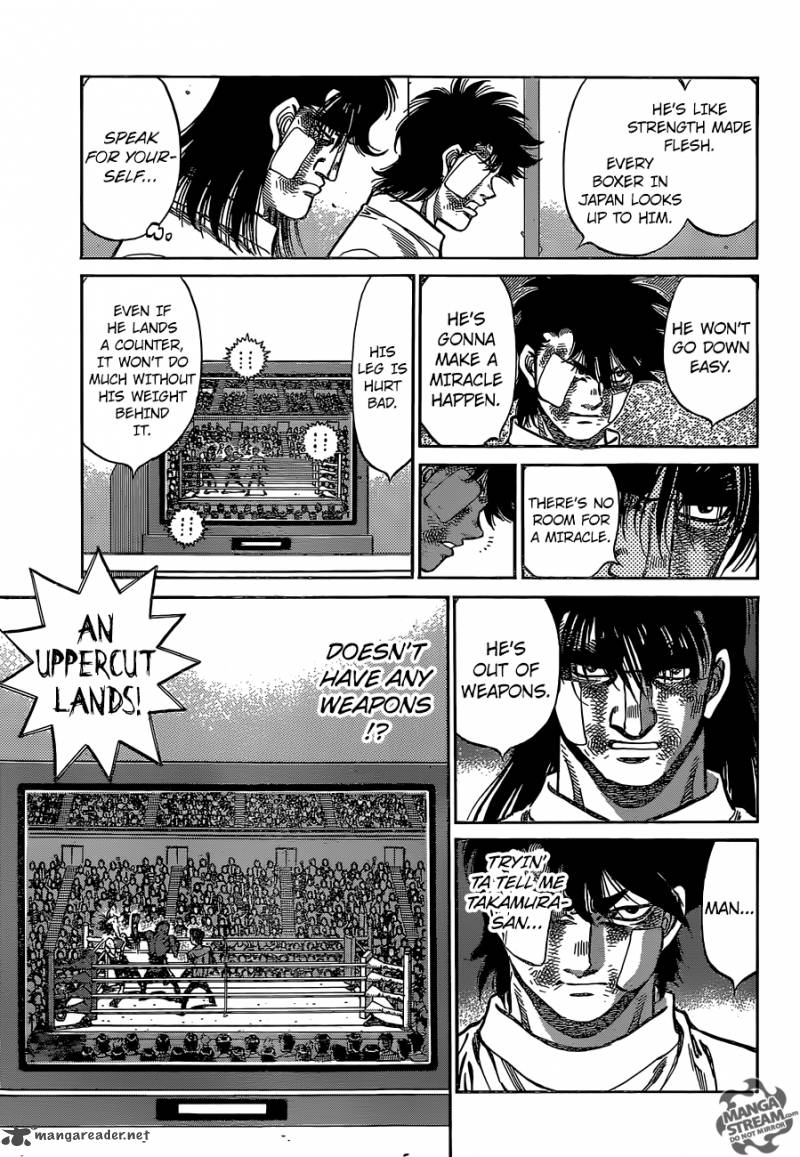 HE'S LIKE
STRENGTH MADE
FLESH.
EVERY
BOXER IN
JAPAN LOOKS
UP TO HIM.
SPEAK
FOR YOUR-
SELF...
HE WON'T
GO DOWN
EASY.
HE'S
GONNA
MAKE A
MIRACLE
HAPPEN.
HIS
LEG IS
HURT
BAD.
EVEN IF
HE LANDS
A COUNTER,
IT WON'T DO
MUCH WITHOUT
HIS WEIGHT
BEHIND
IT.
THERE'S NO
ROOM FOR
A MIRACLE.
HE'S
OUT OF
WEAPONS.
DOESN'T
HAVE ANY
WEAPONS
!?
AN
UPPERCUT
LANDS!
MAN...
TRYIN'
TA TELL ME
TAKAMURA-
SAN...
MANGA
STREAM.com
DO NOT MIRROR
mangareader.net